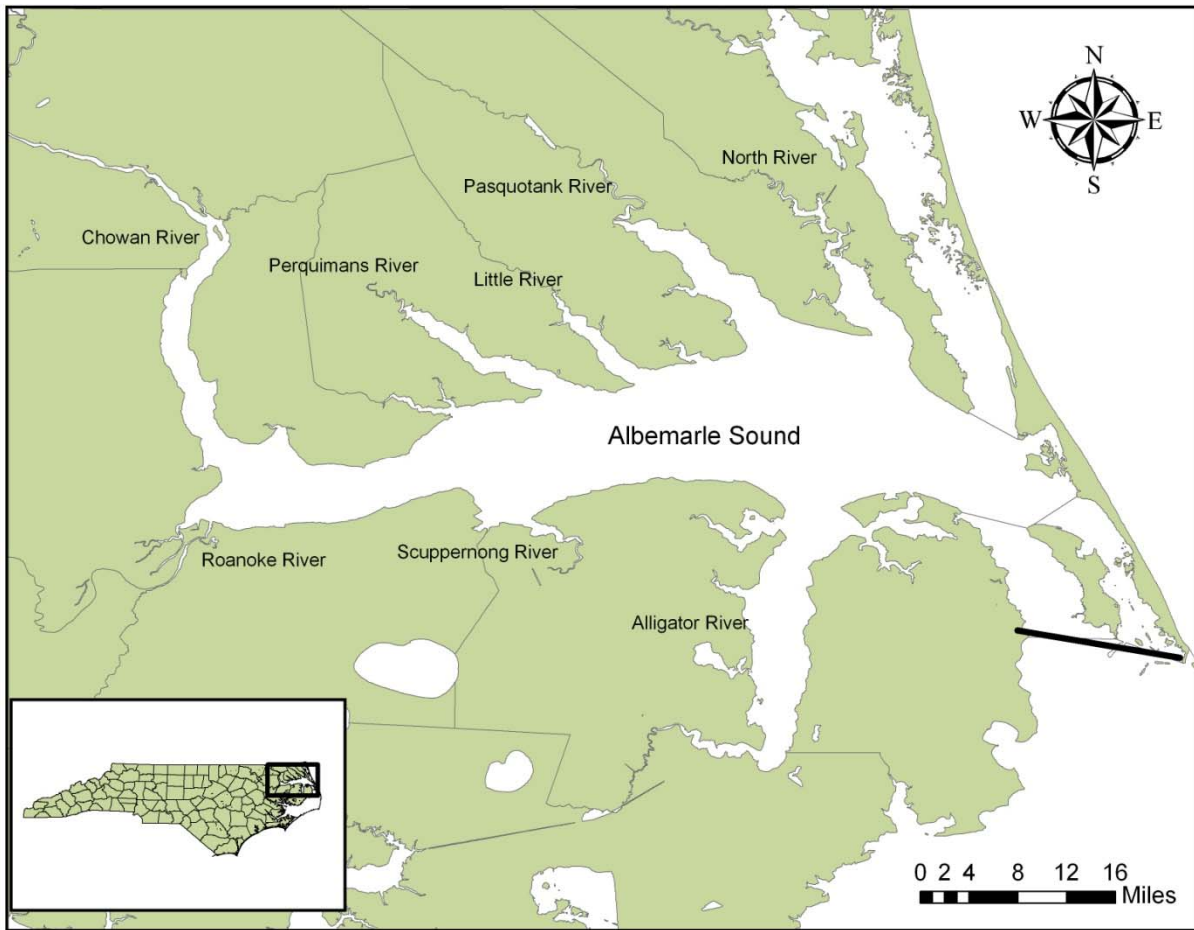 N
W E
S
North River
Pasquotank River
Chowan River
Perquimans River
Little River
Albemarle Sound
Roanoke River
Scuppernong River
Alligator River
0 2 4 8 12 16
Miles